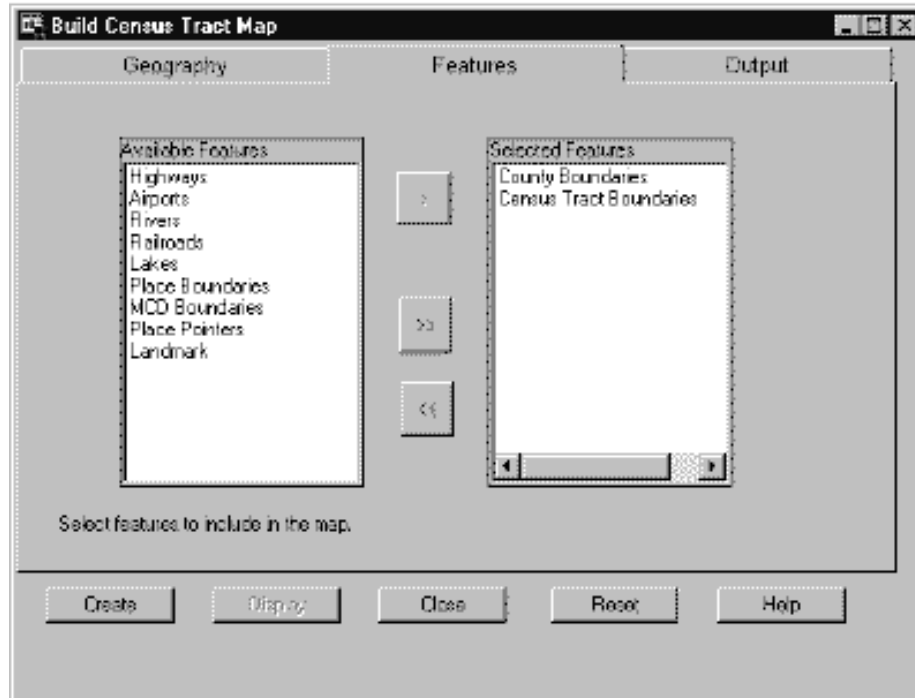 Build Census Tract Map
Geography Features Output
Available Features
Highways
Airports
Rivers
Railroads
Lakes
Place Boundaries
MCD Boundaries
Place Pointers
Landmark
>
>>
<<
Selected Features
County Boundaries
Census Tract Boundaries
Select features to include in the map.
Create Display Close Reset Help